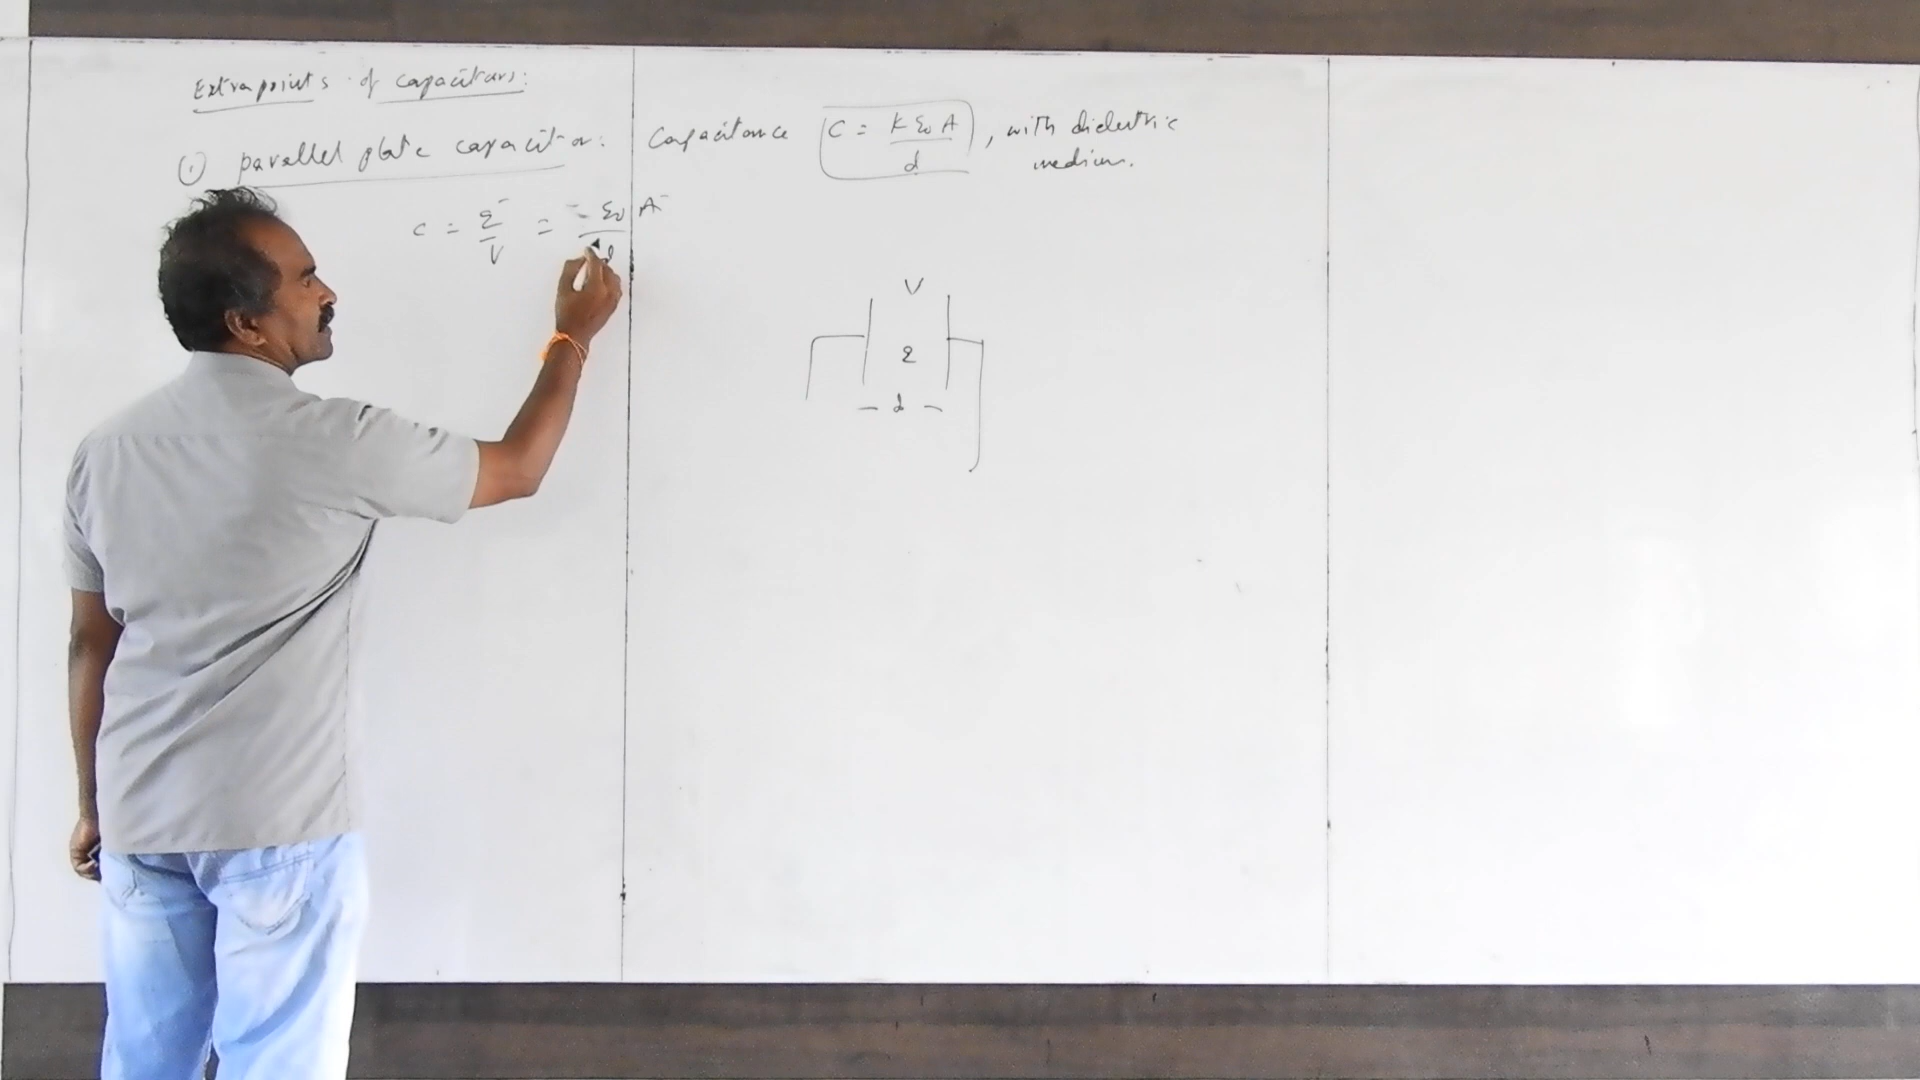 Extra points of capacitors:
① parallel plate capacitor: Capacitance C = K ε₀ A / d, with dielectric
medium.
C = q / V = ε₀ A / d
V
q
- d -